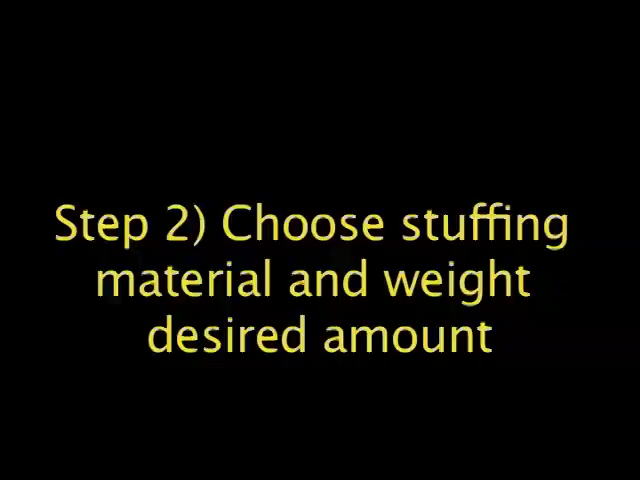 Step 2) Choose stuffing
material and weight
desired amount